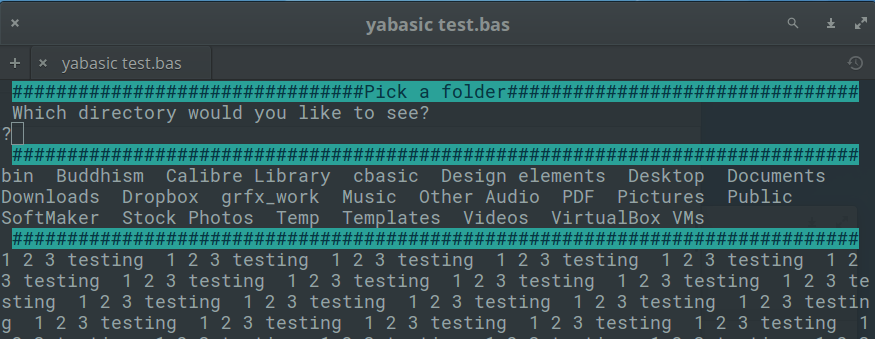 yabasic test.bas
yabasic test.bas
################################Pick a folder################################
Which directory would you like to see?
?
#############################################################################
bin  Buddhism  Calibre Library  cbasic  Design elements  Desktop  Documents
Downloads  Dropbox  grfx_work  Music  Other Audio  PDF  Pictures  Public
SoftMaker  Stock Photos  Temp  Templates  Videos  VirtualBox VMs
#############################################################################
1 2 3 testing  1 2 3 testing  1 2 3 testing  1 2 3 testing  1 2 3 testing  1 2
3 testing  1 2 3 testing  1 2 3 testing  1 2 3 testing  1 2 3 testing  1 2 3 te
sting  1 2 3 testing  1 2 3 testing  1 2 3 testing  1 2 3 testing  1 2 3 testin
g  1 2 3 testing  1 2 3 testing  1 2 3 testing  1 2 3 testing  1 2 3 testing  1